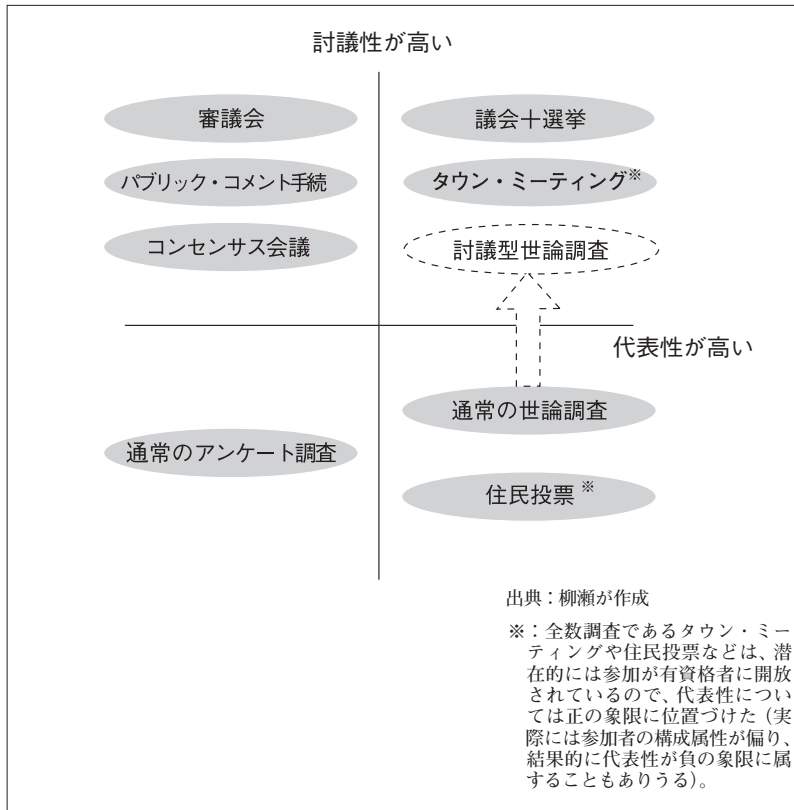 討議性が高い
審議会
議会十選挙
パブリック・コメント手続
タウン・ミーティング※
コンセンサス会議
討議型世論調査
代表性が高い
通常の世論調査
通常のアンケート調査
住民投票※
出典:柳瀬が作成
※:全数調査であるタウン・ミー
ティングや住民投票などは、潜
在的には参加が有資格者に開放
されているので、代表性につい
ては正の象限に位置づけた(実
際には参加者の構成属性が偏り、
結果的に代表性が負の象限に属
することもありうる)。